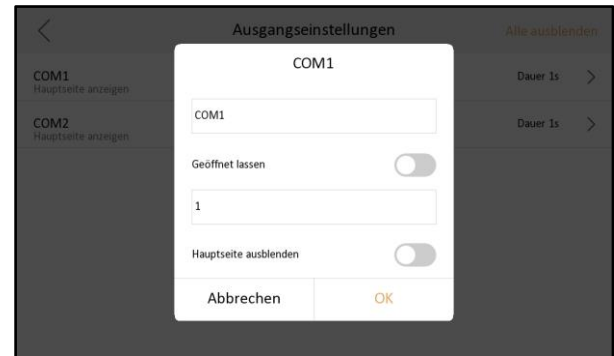 Ausgangseinstellungen
Alle ausblenden
COM1
Hauptseite anzeigen
Dauer 1s
COM2
Hauptseite anzeigen
Dauer 1s
COM1
COM1
Geöffnet lassen
1
Hauptseite ausblenden
Abbrechen
OK